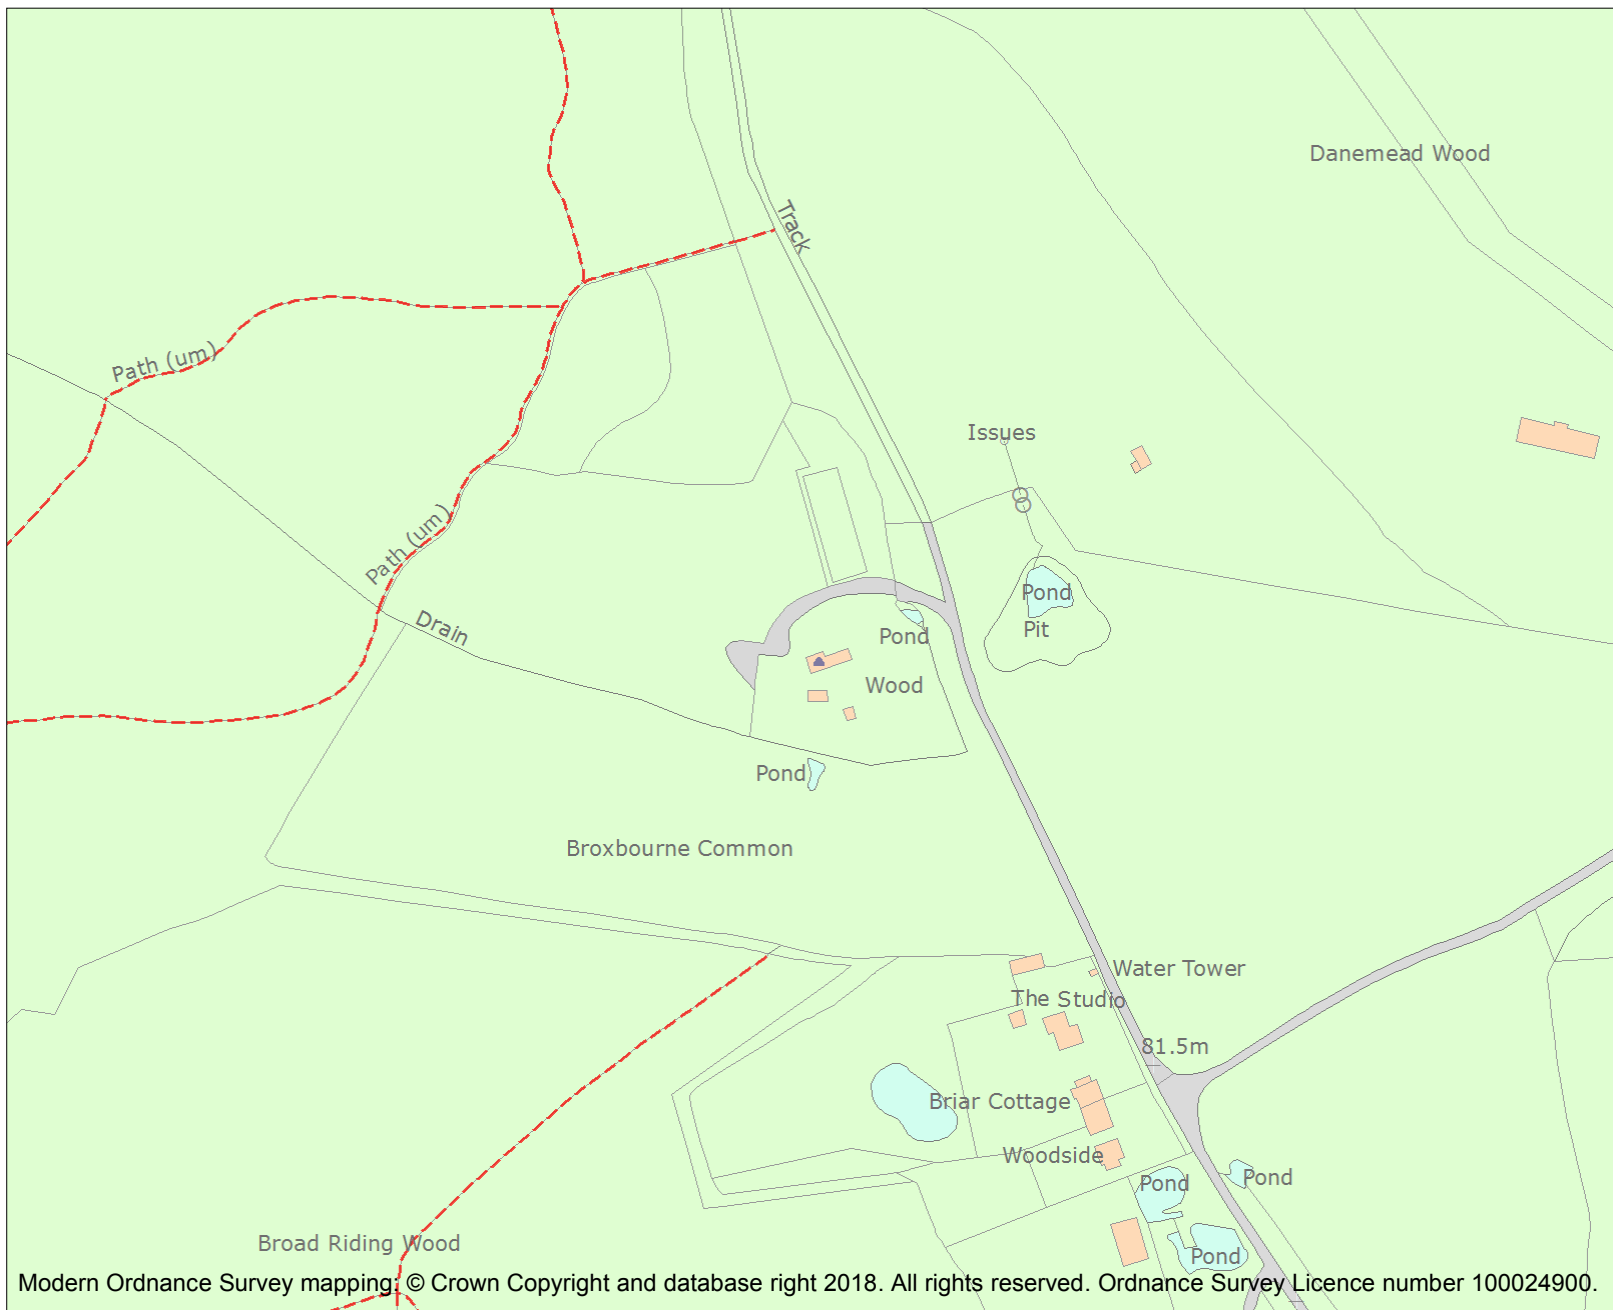 Danemead Wood
Track
Path (um)
Issues
Path (um)
Pond
Pit
Drain
Pond
Wood
Pond
Broxbourne Common
Water Tower
The Studio
81.5m
Briar Cottage
Woodside
Pond
Pond
Broad Riding Wood
Pond
Modern Ordnance Survey mapping: © Crown Copyright and database right 2018. All rights reserved. Ordnance Survey Licence number 100024900.